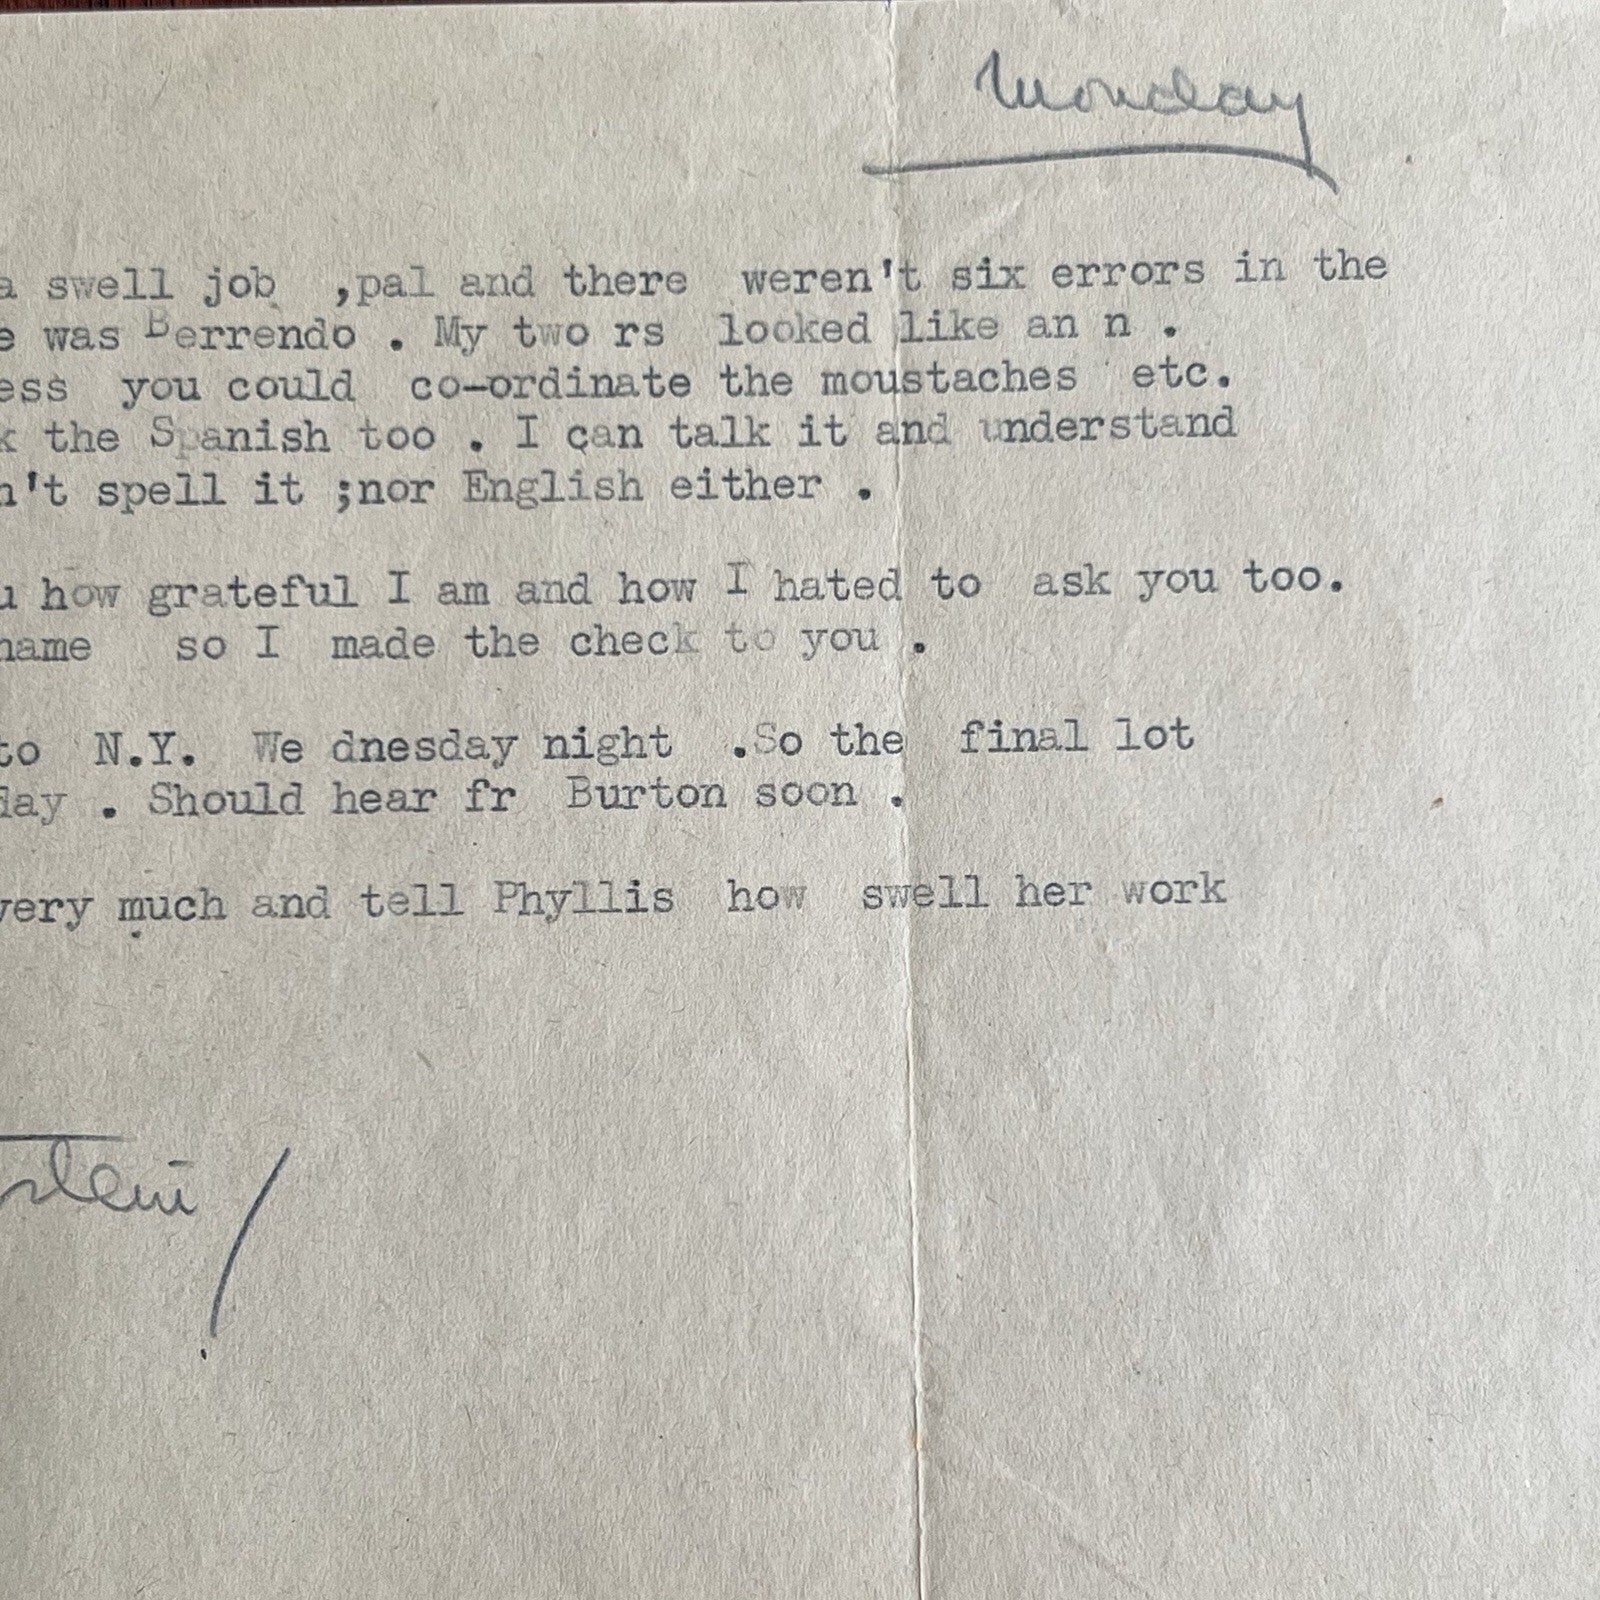 Monday
a swell job ,pal and there weren't six errors in the
e was Berrendo . My two rs looked like an n .
ess you could co-ordinate the moustaches etc.
k the Spanish too . I can talk it and understand
n't spell it ;nor English either .
u how grateful I am and how I hated to ask you too.
name so I made the check to you .
to N.Y. We dnesday night .So the final lot
day . Should hear fr Burton soon .
very much and tell Phyllis how swell her work